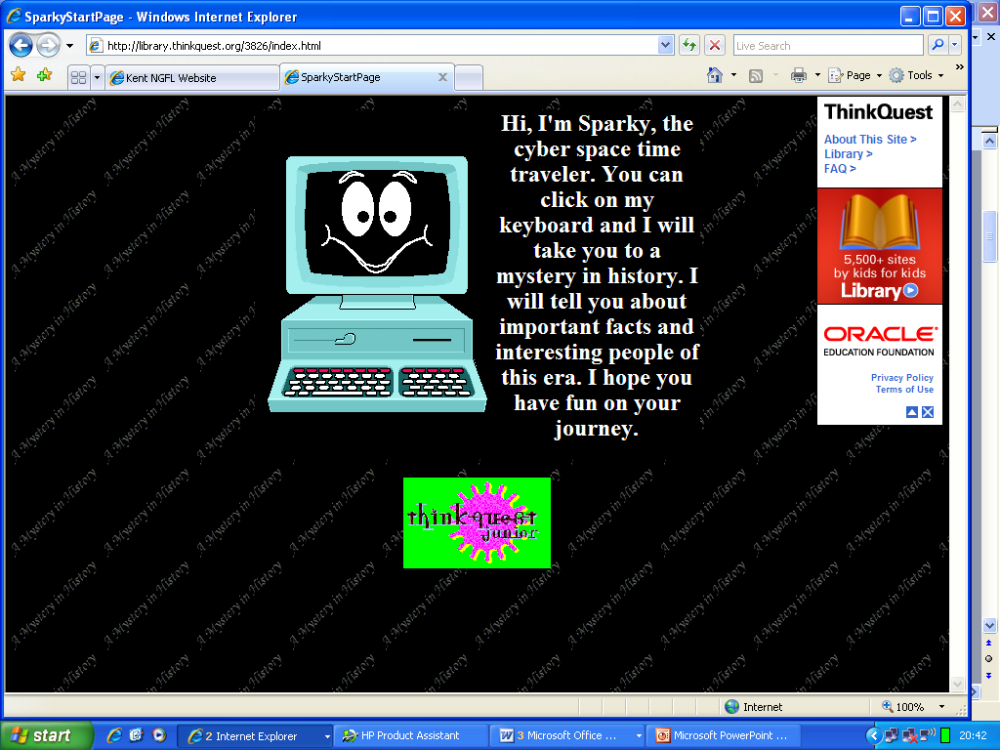 SparkyStartPage - Windows Internet Explorer
http://library.thinkquest.org/3826/index.html
Live Search
Kent NGFL Website
SparkyStartPage
Page
Tools
Hi, I'm Sparky, the
cyber space time
traveler. You can
click on my
keyboard and I will
take you to a
mystery in history. I
will tell you about
important facts and
interesting people of
this era. I hope you
have fun on your
journey.
ThinkQuest
About This Site >
Library >
FAQ >
5,500+ sites
by kids for kids
Library
ORACLE
EDUCATION FOUNDATION
Privacy Policy
Terms of Use
thinkquest
junior
A Mystery in History
Internet
100%
start
2 Internet Explorer
HP Product Assistant
3 Microsoft Office ...
Microsoft PowerPoint ...
20:42